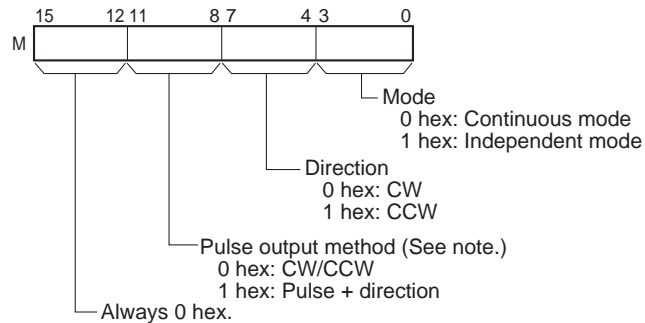 15 12 11 8 7 4 3 0
M
Mode
0 hex: Continuous mode
1 hex: Independent mode
Direction
0 hex: CW
1 hex: CCW
Pulse output method (See note.)
0 hex: CW/CCW
1 hex: Pulse + direction
Always 0 hex.